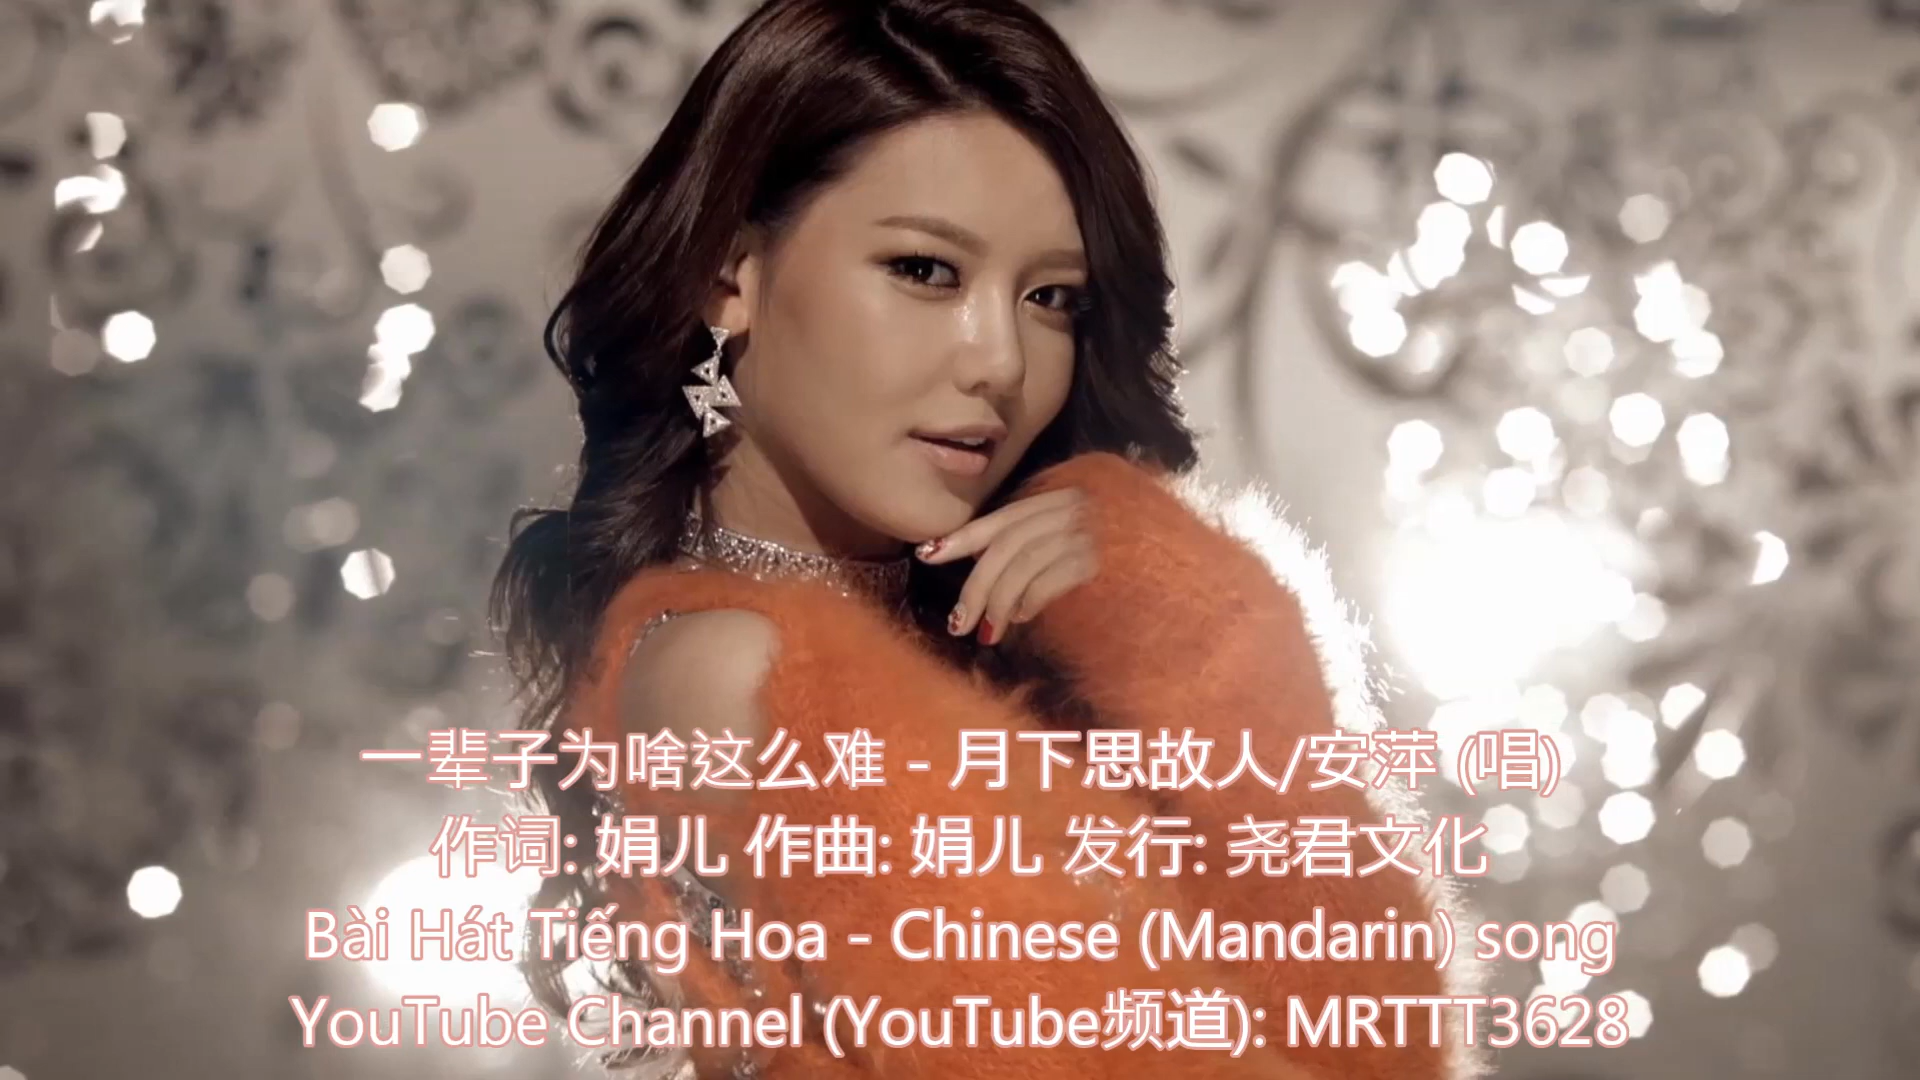 一辈子为啥这么难 - 月下思故人/安萍 (唱)
作词: 娟儿 作曲: 娟儿 发行: 尧君文化
Bài Hát Tiếng Hoa - Chinese (Mandarin) song
YouTube Channel (YouTube频道): MRTTT3628